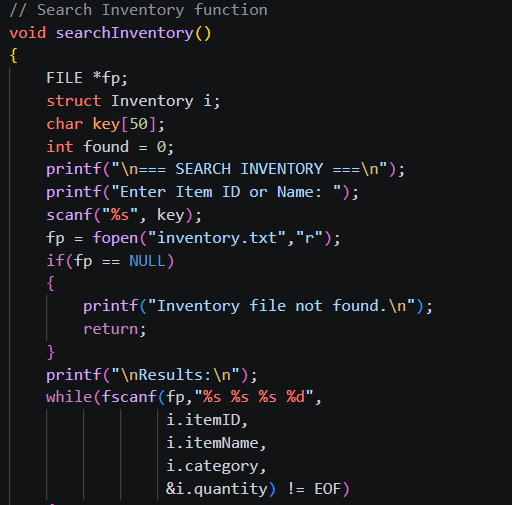 // Search Inventory function
void searchInventory()
{
    FILE *fp;
    struct Inventory i;
    char key[50];
    int found = 0;
    printf("\n=== SEARCH INVENTORY ===\n");
    printf("Enter Item ID or Name: ");
    scanf("%s", key);
    fp = fopen("inventory.txt","r");
    if(fp == NULL)
    {
        printf("Inventory file not found.\n");
        return;
    }
    printf("\nResults:\n");
    while(fscanf(fp,"%s %s %s %d",
                 i.itemID,
                 i.itemName,
                 i.category,
                 &i.quantity) != EOF)